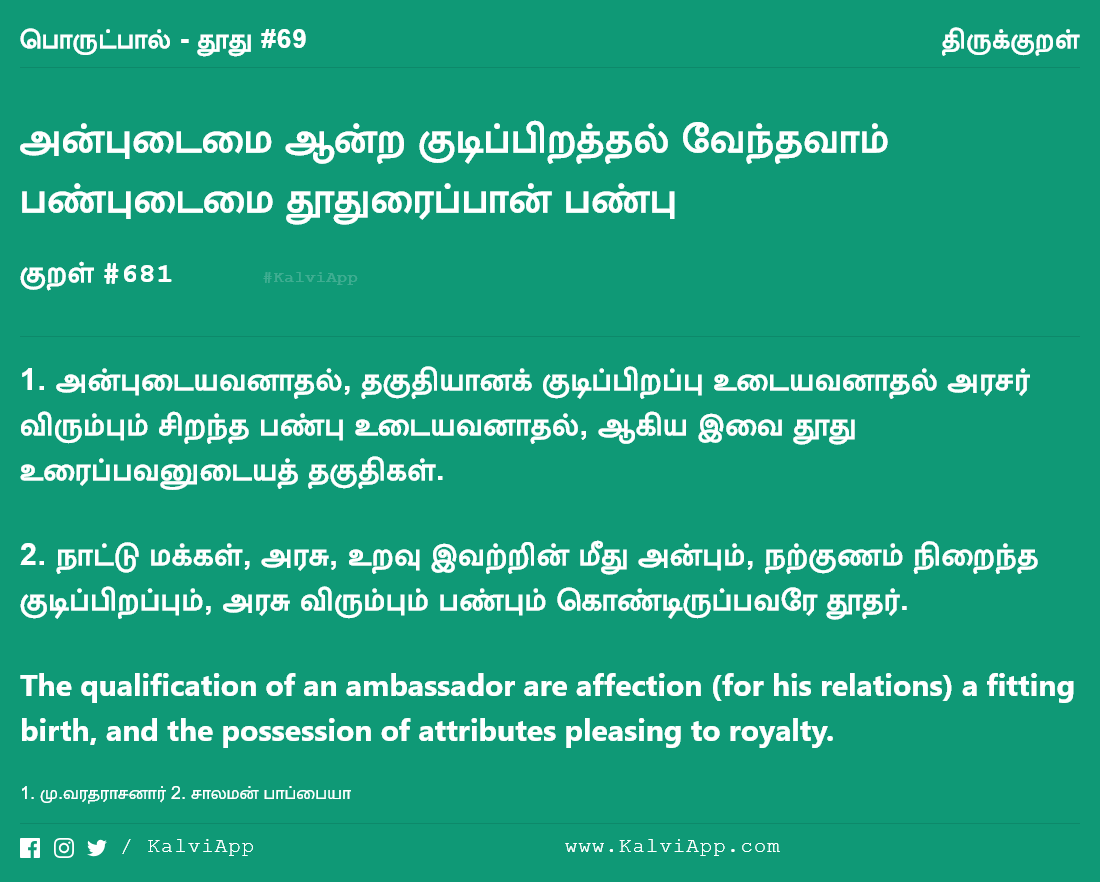 பொருட்பால் - தூது #69
திருக்குறள்
அன்புடைமை ஆன்ற குடிப்பிறத்தல் வேந்தவாம்
பண்புடைமை தூதுரைப்பான் பண்பு
குறள் #681
#KalviApp
1. அன்புடையவனாதல், தகுதியானக் குடிப்பிறப்பு உடையவனாதல் அரசர்
விரும்பும் சிறந்த பண்பு உடையவனாதல், ஆகிய இவை தூது
உரைப்பவனுடையத் தகுதிகள்.
2. நாட்டு மக்கள், அரசு, உறவு இவற்றின் மீது அன்பும், நற்குணம் நிறைந்த
குடிப்பிறப்பும், அரசு விரும்பும் பண்பும் கொண்டிருப்பவரே தூதர்.
The qualification of an ambassador are affection (for his relations) a fitting
birth, and the possession of attributes pleasing to royalty.
1. மு.வரதராசனார் 2. சாலமன் பாப்பையா
/ KalviApp
www.KalviApp.com